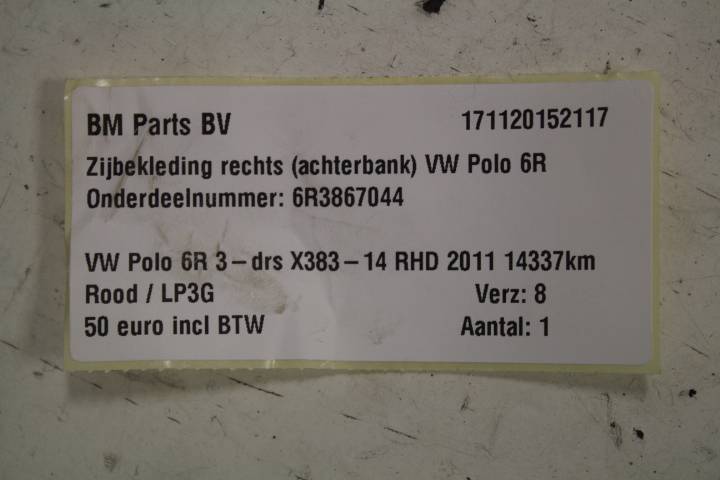 BM Parts BV 171120152117
Zijbekleding rechts (achterbank) VW Polo 6R
Onderdeelnummer: 6R3867044
VW Polo 6R 3-drs X383-14 RHD 2011 14337km
Rood / LP3G Verz: 8
50 euro incl BTW Aantal: 1